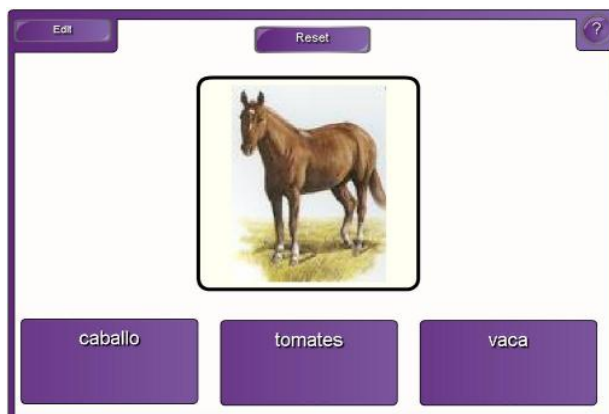 Edit
Reset
?
caballo
tomates
vaca